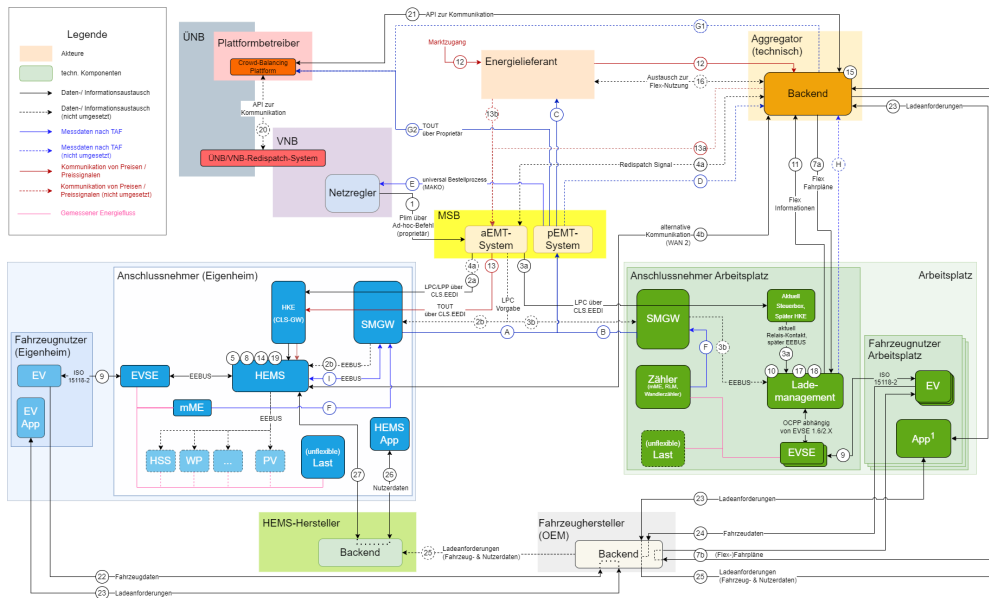 Legende
Akteure
techn. Komponenten
Daten-/ Informationsaustausch
Daten-/ Informationsaustausch
(nicht umgesetzt)
Messdaten nach TAF
Messdaten nach TAF
(nicht umgesetzt)
Kommunikation von Preisen /
Preissignalen
Kommunikation von Preisen /
Preissignalen (nicht umgesetzt)
Gemessener Energiefluss
ÜNB
Plattformbetreiber
Crowd-Balancing
Plattform
API zur
Kommunikation
20
VNB
ÜNB/VNB-Redispatch-System
Netzregler
21
API zur Kommunikation
G1
Marktzugang
12
Energielieferant
12
Austausch zur
Flex-Nutzung
16
Aggregator
(technisch)
15
Backend
23
Ladeanforderungen
13b
C
G2
TOUT
über Proprietär
13a
Redispatch Signal
4a
D
11
7a
H
Flex
Fahrpläne
Flex
Informationen
E
universal Bestellprozess
(MAKO)
1
Plim über
Ad-hoc-Befehl
(proprietär)
MSB
aEMT-
System
pEMT-
System
alternative
Kommunikation
(WAN 2)
4b
4a
13
3a
2a
LPC/LPP über
CLS.EEDI
TOUT
über CLS.EEDI
LPC
Vorgabe
LPC über
CLS.EEDI
2b
3b
A
B
Anschlussnehmer (Eigenheim)
HKE
(CLS-GW)
SMGW
5
8
14
19
2b
EEBUS
I
EEBUS
HEMS
EVSE
EEBUS
mME
F
EEBUS
HSS
WP
...
PV
(unflexible)
Last
HEMS
App
27
26
Nutzerdaten
Fahrzeugnutzer
(Eigenheim)
EV
ISO
15118-2
9
EV
App
Anschlussnehmer Arbeitsplatz
Arbeitsplatz
SMGW
Aktuell
Steuerbox,
Später HKE
aktuell
Relais-Kontakt,
später EEBUS
3b
F
3a
10
17
18
EEBUS
Zähler
(mME, RLM,
Wandlerzähler)
Lade-
management
OCPP abhängig
von EVSE 1.6/2.X
(unflexible)
Last
EVSE
9
Fahrzeugnutzer
Arbeitsplatz
ISO
15118-2
EV
App¹
HEMS-Hersteller
Backend
25
Ladeanforderungen
(Fahrzeug- & Nutzerdaten)
Fahrzeughersteller
(OEM)
Backend
23
Ladeanforderungen
24
Fahrzeugdaten
7b
(Flex-)Fahrpläne
25
Ladeanforderungen
(Fahrzeug- & Nutzerdaten)
22
Fahrzeugdaten
23
Ladeanforderungen